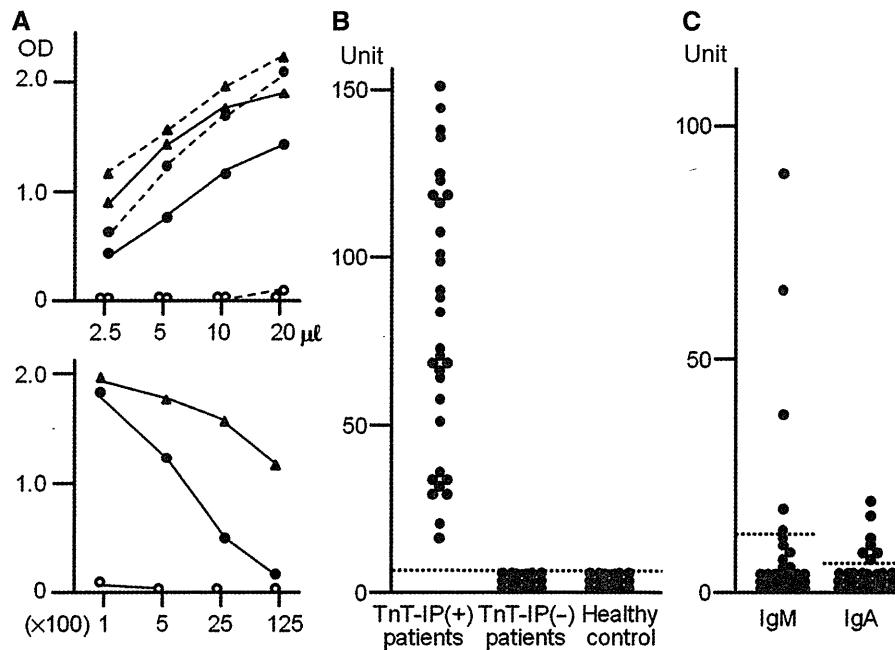 A
OD
2.0
1.0
0
2.5 5 10 20 µl
2.0
1.0
0
(×100) 1 5 25 125
B
Unit
150
100
50
0
TnT-IP(+) patients
TnT-IP(−) patients
Healthy control
C
Unit
100
50
0
IgM IgA